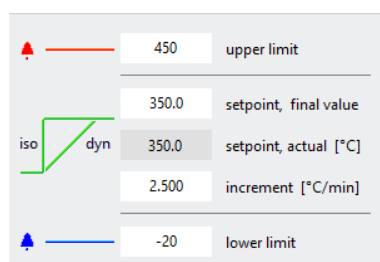 450 upper limit
350.0 setpoint, final value
iso dyn 350.0 setpoint, actual [°C]
2.500 increment [°C/min]
-20 lower limit